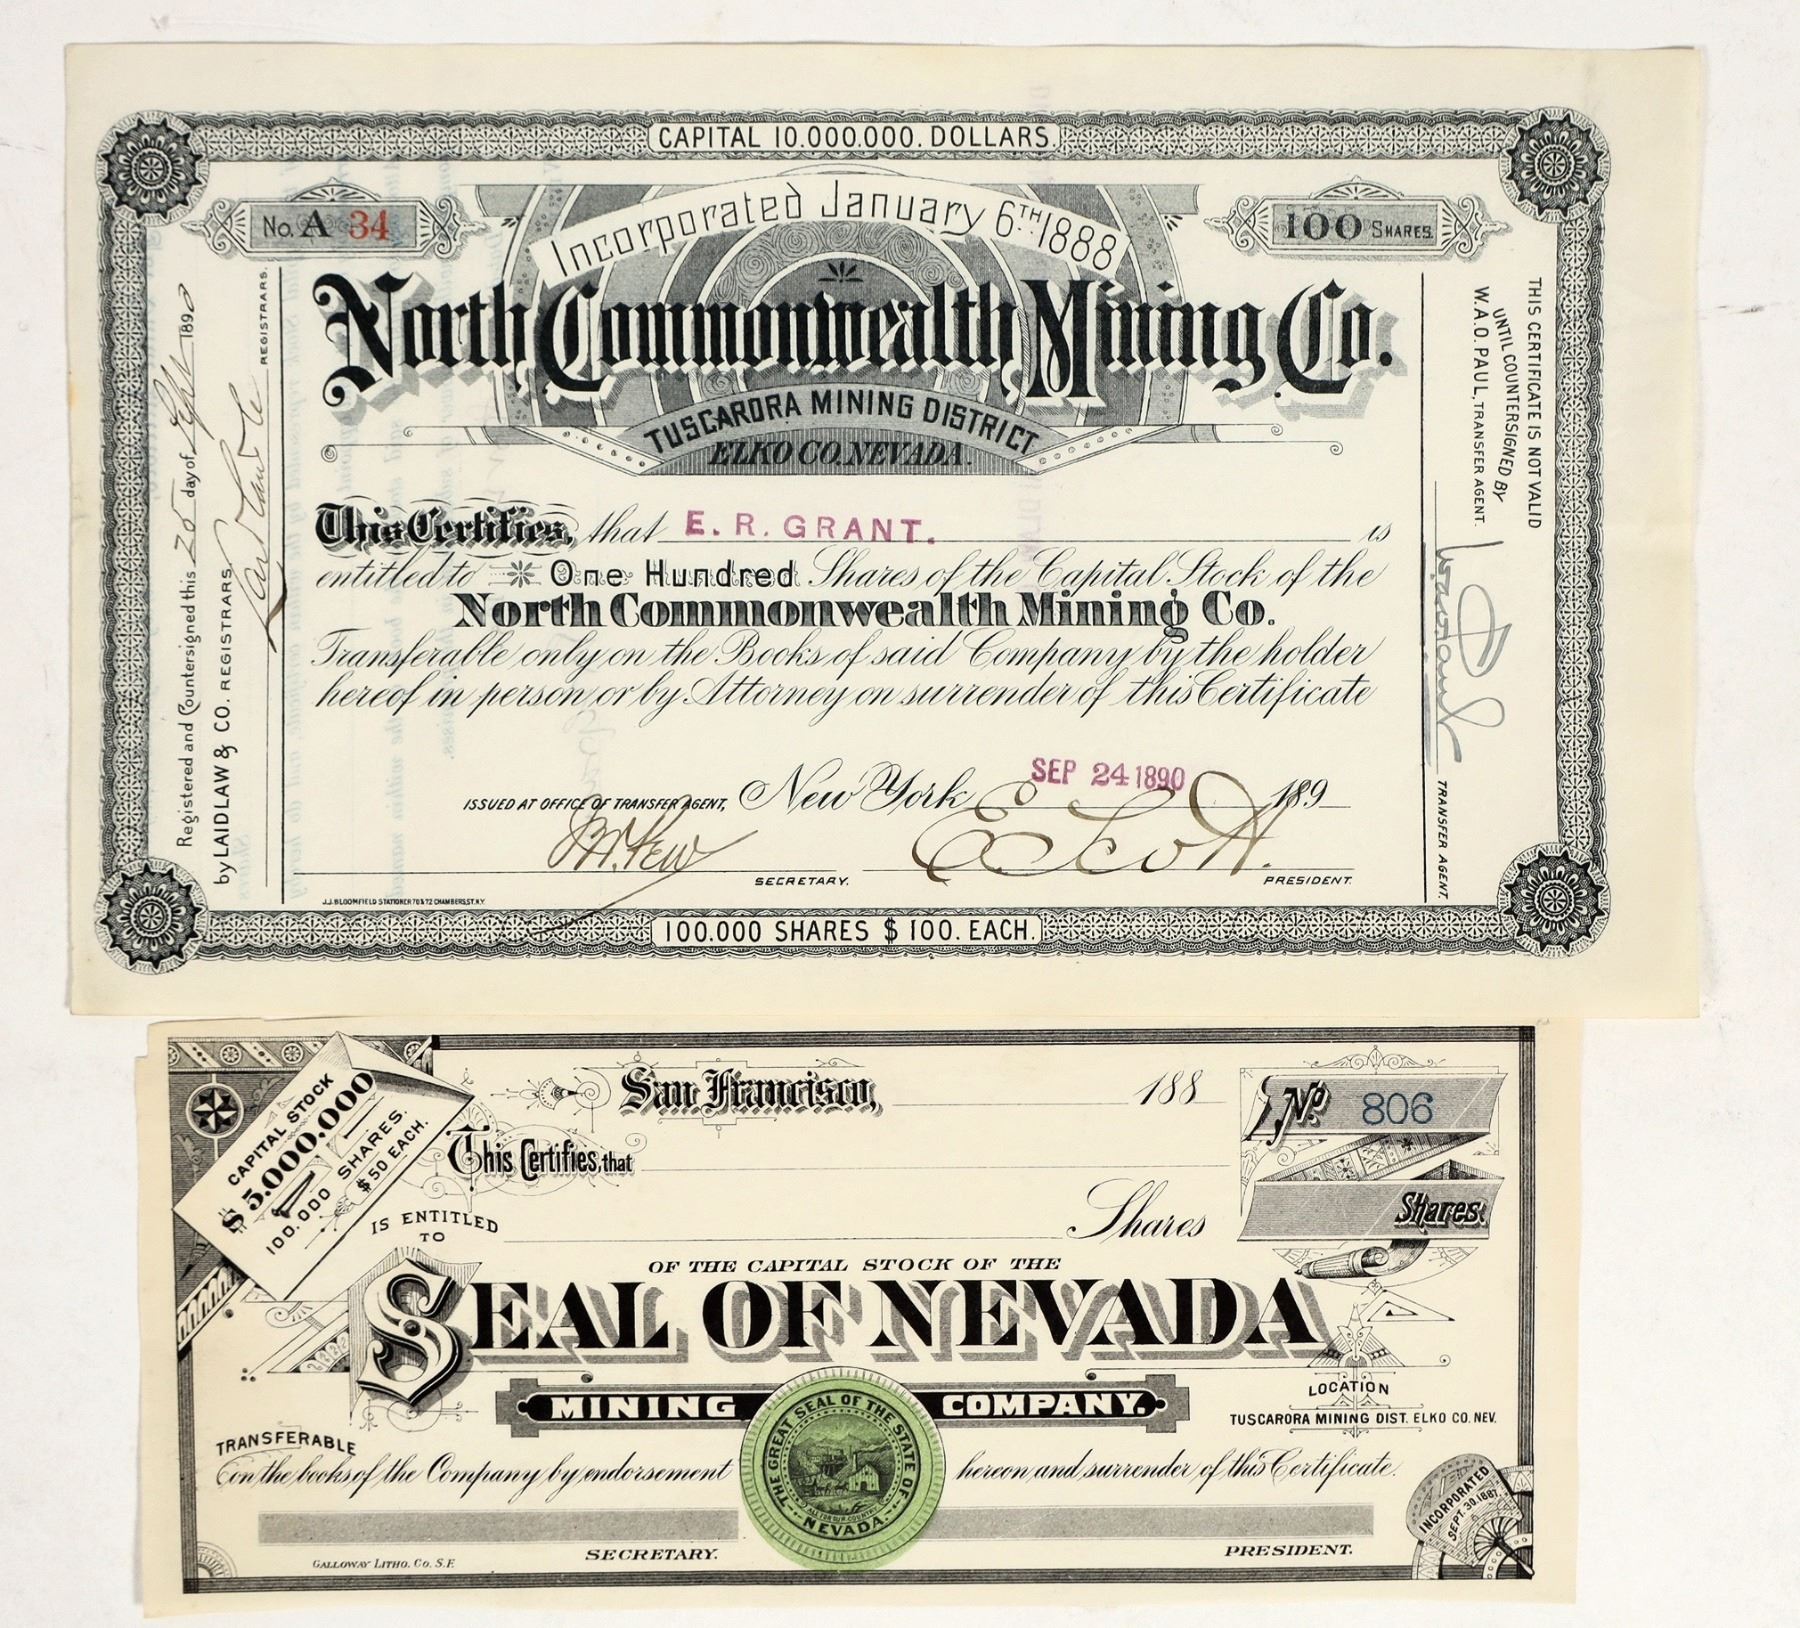 CAPITAL 10.000.000. DOLLARS.
No. A 34
Incorporated January 6TH 1888
100 SHARES
North Commonwealth Mining Co.
TUSCARORA MINING DISTRICT
ELKO CO. NEVADA.
This Certifies, that E. R. GRANT. is
entitled to One Hundred Shares of the Capital Stock of the
North Commonwealth Mining Co.
Transferable only on the Books of said Company by the holder
hereof in person or by Attorney on surrender of this Certificate
ISSUED AT OFFICE OF TRANSFER AGENT, New York SEP 24 1890 189
SECRETARY.
PRESIDENT.
J.J. BLOOMFIELD STATIONER 70 & 72 CHAMBERS ST. N.Y.
100.000 SHARES $100. EACH.
Registered and Countersigned this 25 day of Sept 1890
by LAIDLAW & CO. REGISTRARS.
Laidlaw & Co
REGISTRARS.
THIS CERTIFICATE IS NOT VALID
UNTIL COUNTERSIGNED BY
W.A.O. PAUL, TRANSFER AGENT.
W.A.O. Paul
TRANSFER AGENT.
CAPITAL STOCK
$5.000.000
100.000 SHARES.
$50 EACH.
San Francisco, 188
No. 806
This Certifies, that
Shares
IS ENTITLED
TO
Shares
OF THE CAPITAL STOCK OF THE
SEAL OF NEVADA
MINING COMPANY.
LOCATION
TUSCARORA MINING DIST. ELKO CO. NEV.
THE GREAT SEAL OF THE STATE OF NEVADA
ALL FOR OUR COUNTRY
TRANSFERABLE
on the books of the Company by endorsement hereon and surrender of this Certificate.
INCORPORATED
SEPT. 30. 1887.
SECRETARY.
PRESIDENT.
GALLOWAY LITHO. CO. S.F.